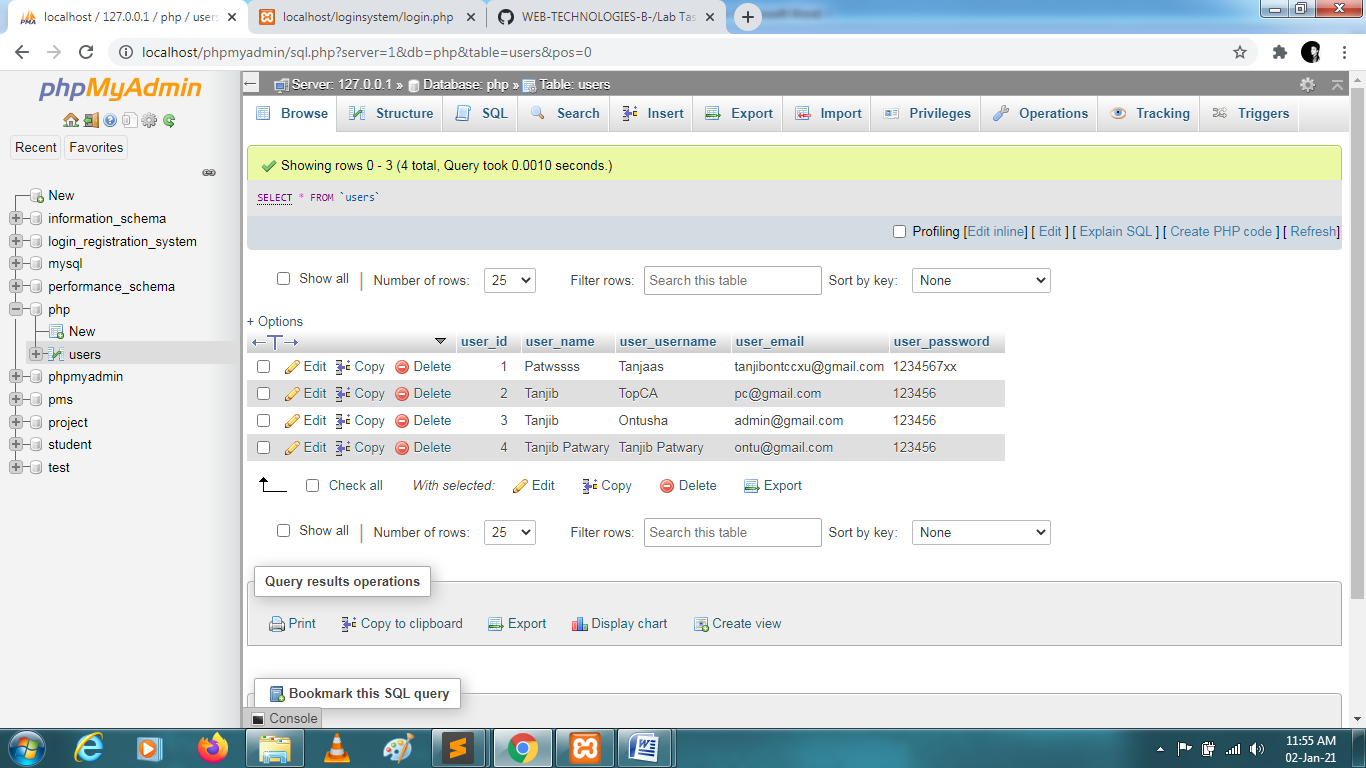 localhost / 127.0.0.1 / php / users
localhost/loginsystem/login.php
WEB-TECHNOLOGIES-B-/Lab Tas
localhost/phpmyadmin/sql.php?server=1&db=php&table=users&pos=0
phpMyAdmin
Recent Favorites
New
information_schema
login_registration_system
mysql
performance_schema
php
New
users
phpmyadmin
pms
project
student
test
Server: 127.0.0.1 » Database: php » Table: users
Browse Structure SQL Search Insert Export Import Privileges Operations Tracking Triggers
Showing rows 0 - 3 (4 total, Query took 0.0010 seconds.)
SELECT * FROM `users`
Profiling [Edit inline] [ Edit ] [ Explain SQL ] [ Create PHP code ] [ Refresh]
Show all | Number of rows: 25 Filter rows: Search this table Sort by key: None
+ Options
←T→ user_id user_name user_username user_email user_password
Edit Copy Delete 1 Patwssss Tanjaas tanjibontccxu@gmail.com 1234567xx
Edit Copy Delete 2 Tanjib TopCA pc@gmail.com 123456
Edit Copy Delete 3 Tanjib Ontusha admin@gmail.com 123456
Edit Copy Delete 4 Tanjib Patwary Tanjib Patwary ontu@gmail.com 123456
Check all With selected: Edit Copy Delete Export
Show all | Number of rows: 25 Filter rows: Search this table Sort by key: None
Query results operations
Print Copy to clipboard Export Display chart Create view
Bookmark this SQL query
Console
11:55 AM
02-Jan-21